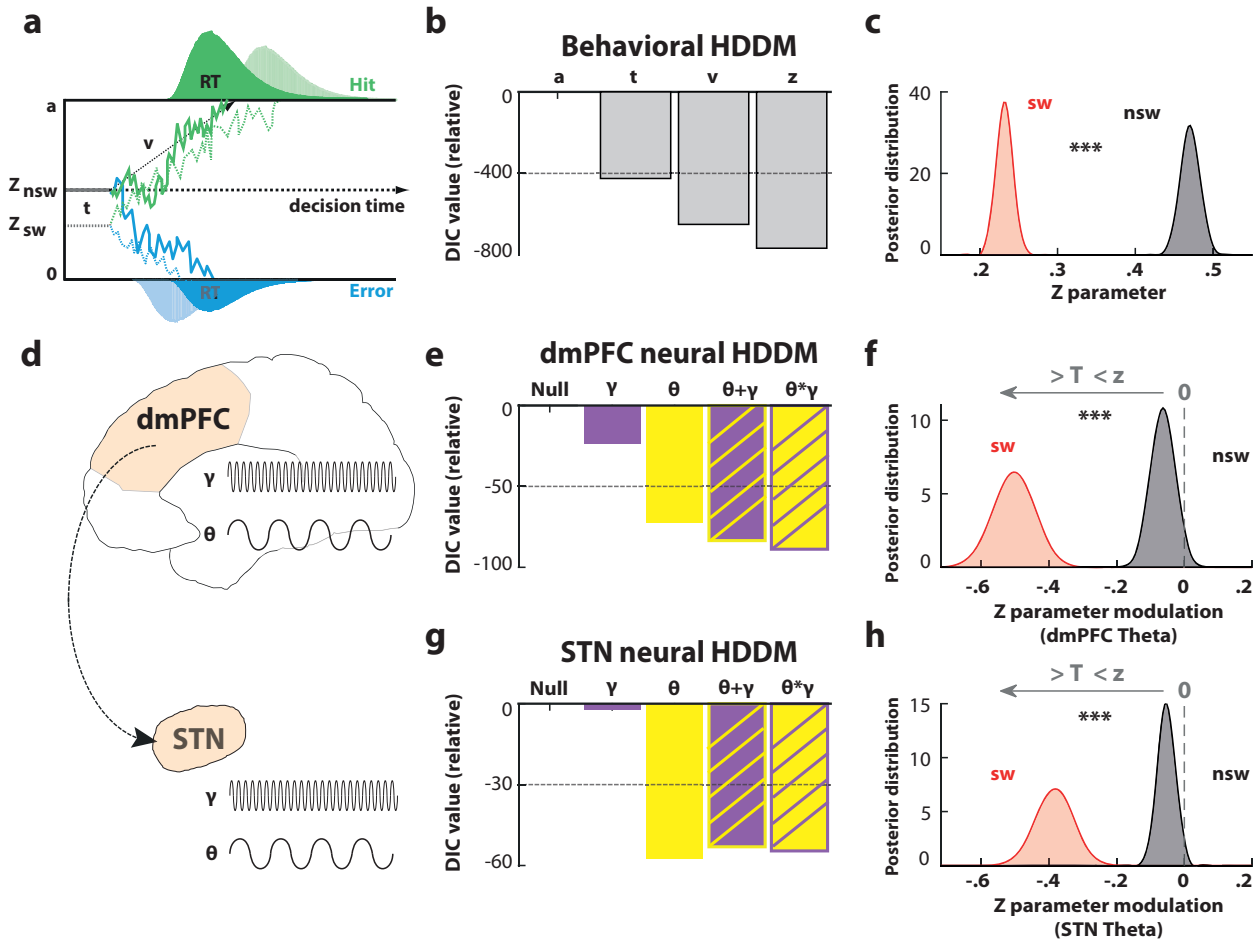 a
RT
Hit
a
v
Z nsw
decision time
t
Z sw
0
RT
Error
b
Behavioral HDDM
a t v z
DIC value (relative)
0
-400
-800
c
Posterior distribution
40
20
0
sw
nsw
***
.2 .3 .4 .5
Z parameter
d
dmPFC
γ
θ
STN
γ
θ
e
dmPFC neural HDDM
Null γ θ θ+γ θ*γ
DIC value (relative)
0
-50
-100
f
> T < z
0
***
Posterior distribution
10
5
0
sw
nsw
-.6 -.4 -.2 0 .2
Z parameter modulation
(dmPFC Theta)
g
STN neural HDDM
Null γ θ θ+γ θ*γ
DIC value (relative)
0
-30
-60
h
> T < z
0
***
Posterior distribution
15
10
5
0
sw
nsw
-.6 -.4 -.2 0 .2
Z parameter modulation
(STN Theta)